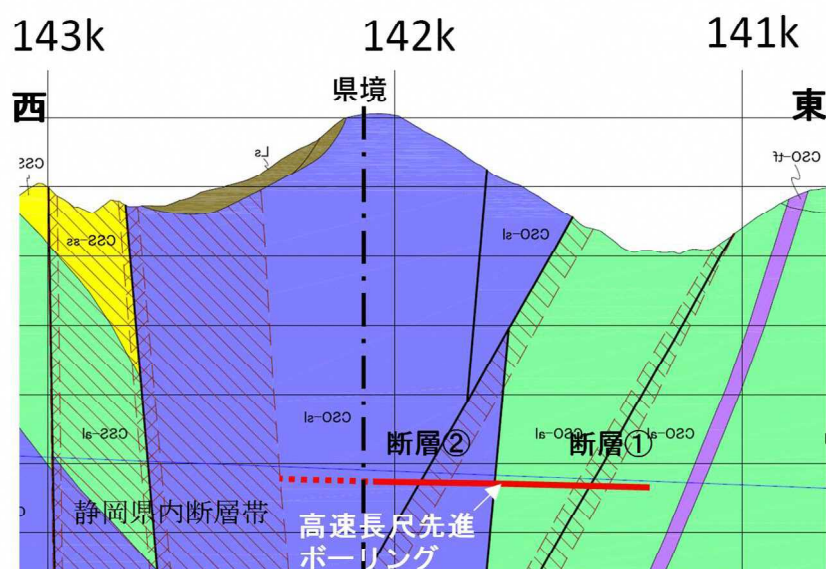 143k
142k
141k
県境
西
東
Ls
CSO-tf
CSS
CSS-ss
CSO-sl
CSO-sl
CSS-al
断層②
CSO-al
断層①
CSO-al
静岡県内断層帯
高速長尺先進
ボーリング